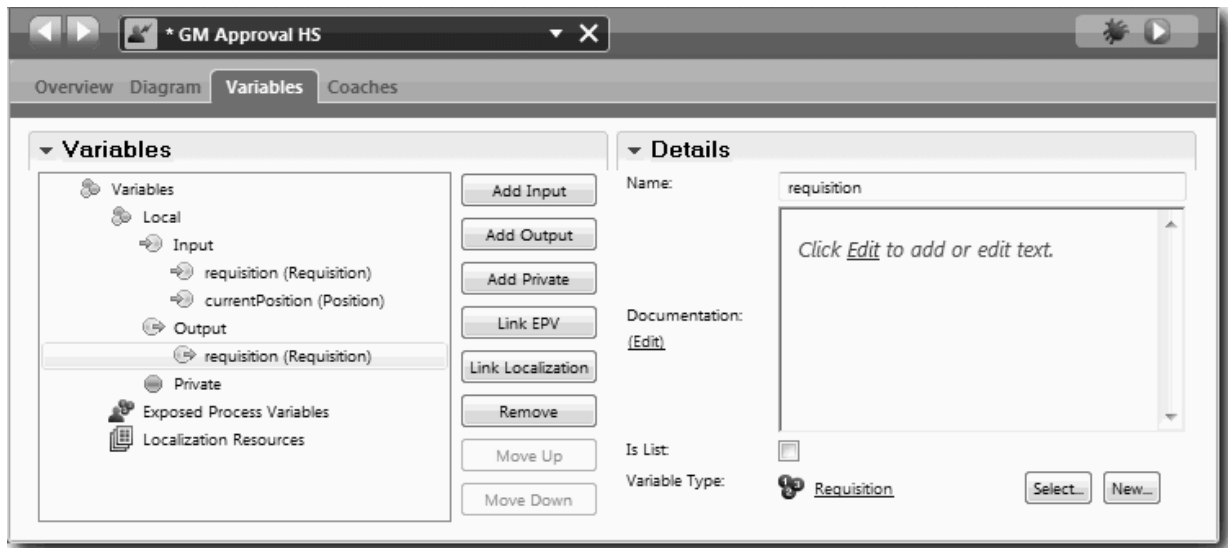 * GM Approval HS
Overview Diagram Variables Coaches
Variables
Variables
Local
Input
requisition (Requisition)
currentPosition (Position)
Output
requisition (Requisition)
Private
Exposed Process Variables
Localization Resources
Add Input
Add Output
Add Private
Link EPV
Link Localization
Remove
Move Up
Move Down
Details
Name: requisition
Click Edit to add or edit text.
Documentation:
(Edit)
Is List:
Variable Type: Requisition Select... New...